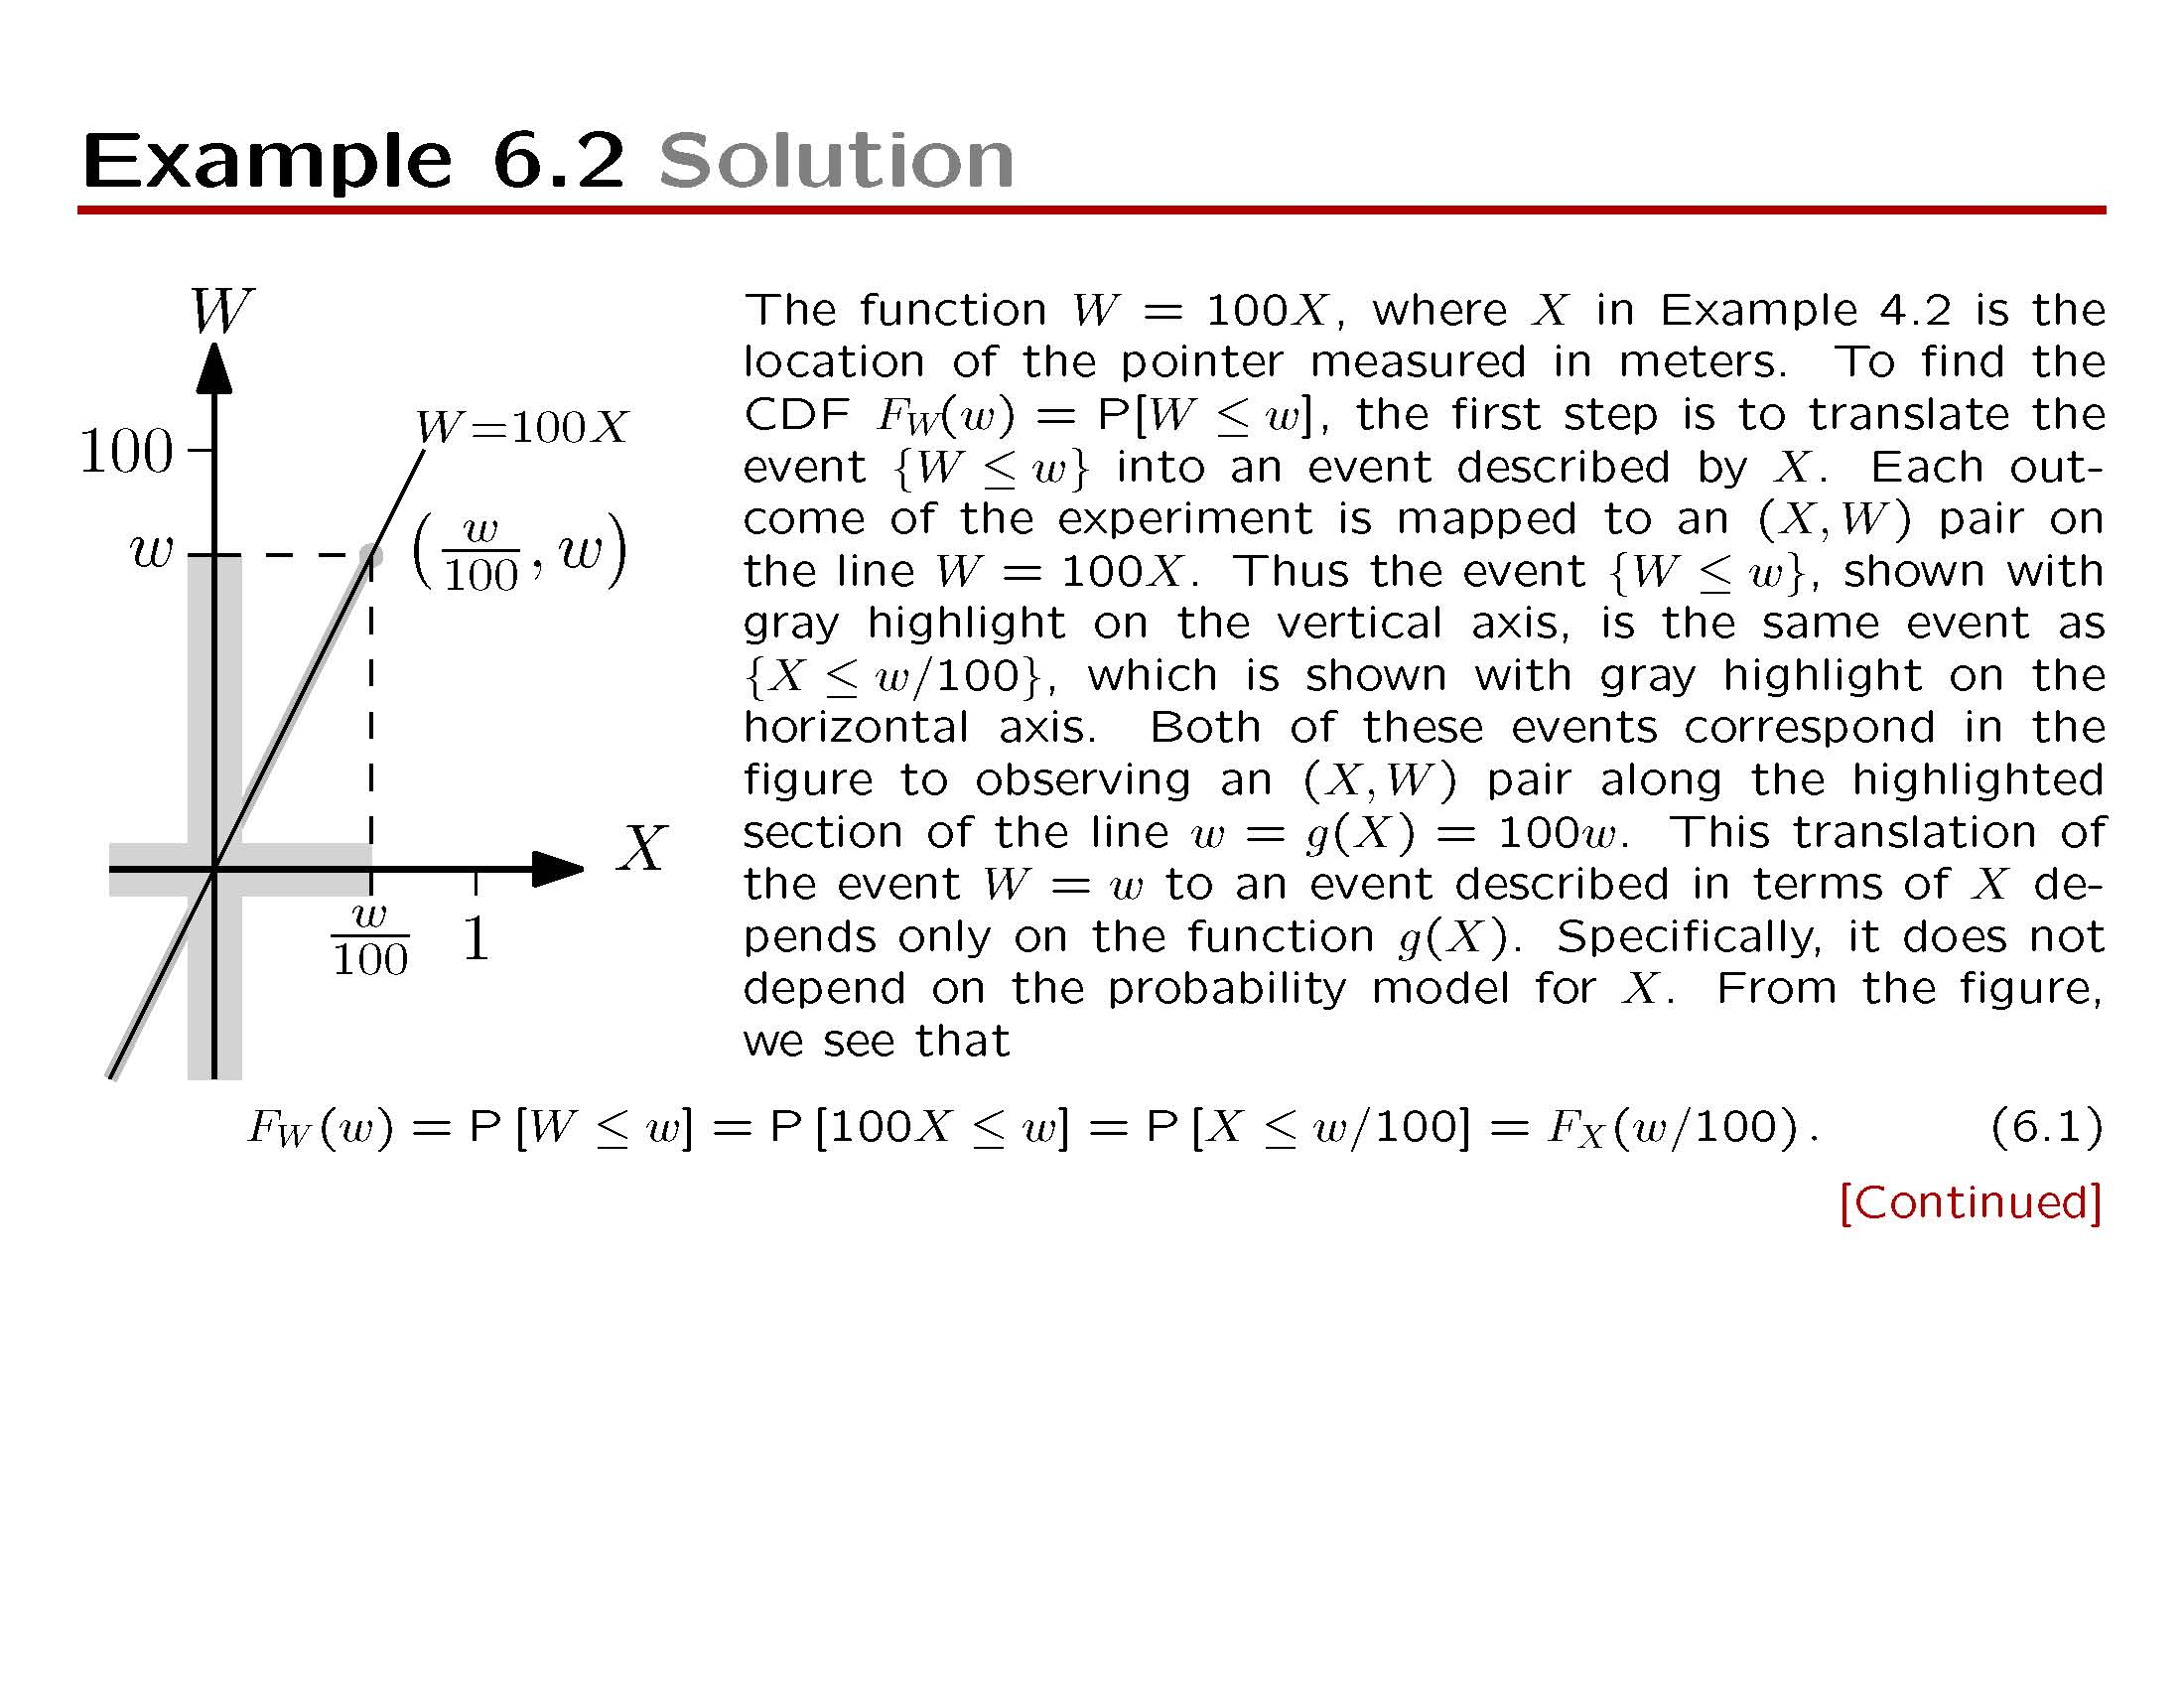 Example 6.2 Solution
W
100
W=100X
w
(w/100, w)
X
w/100
1
The function W = 100X, where X in Example 4.2 is the
location of the pointer measured in meters. To find the
CDF F_W(w) = P[W ≤ w], the first step is to translate the
event {W ≤ w} into an event described by X. Each out-
come of the experiment is mapped to an (X, W) pair on
the line W = 100X. Thus the event {W ≤ w}, shown with
gray highlight on the vertical axis, is the same event as
{X ≤ w/100}, which is shown with gray highlight on the
horizontal axis. Both of these events correspond in the
figure to observing an (X, W) pair along the highlighted
section of the line w = g(X) = 100w. This translation of
the event W = w to an event described in terms of X de-
pends only on the function g(X). Specifically, it does not
depend on the probability model for X. From the figure,
we see that
F_W(w) = P [W ≤ w] = P [100X ≤ w] = P [X ≤ w/100] = F_X(w/100) . (6.1)
[Continued]